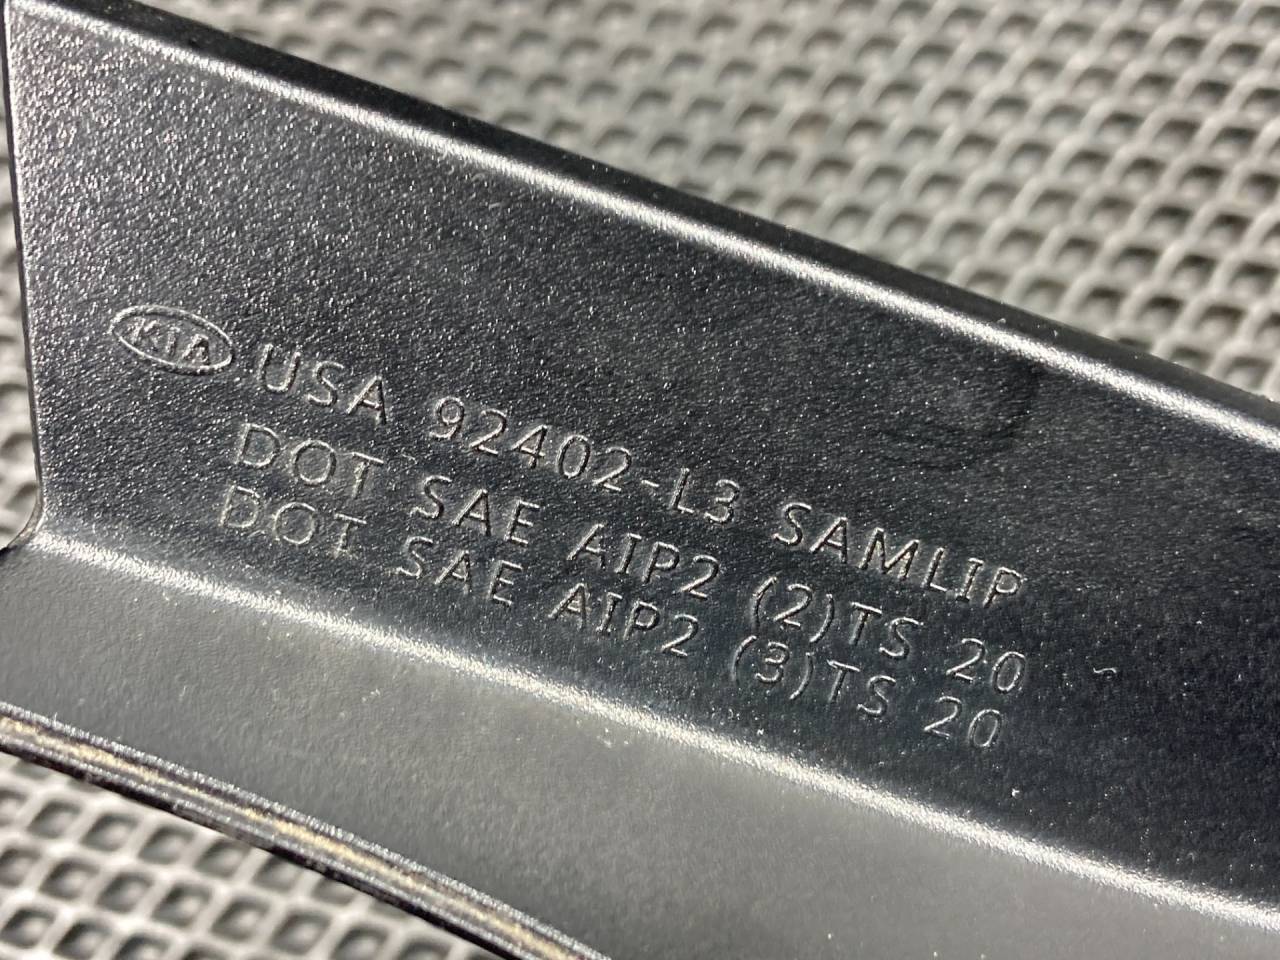 KIA USA 92402-L3 SAMLIP
DOT SAE AIP2 (2)TS 20
DOT SAE AIP2 (3)TS 20